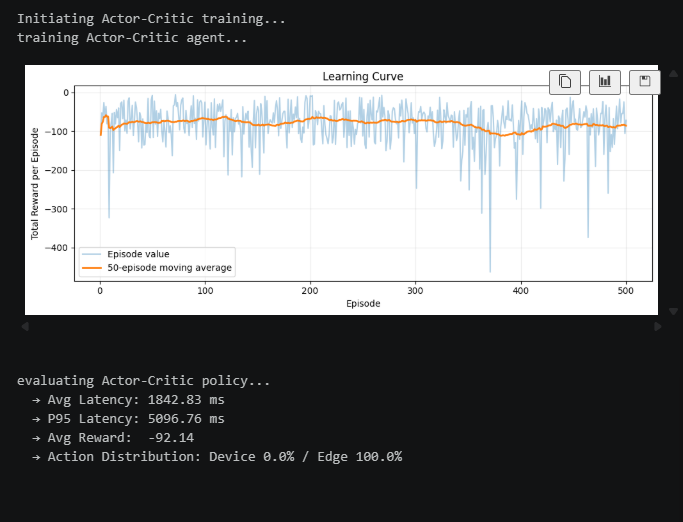 Initiating Actor-Critic training...
training Actor-Critic agent...
Learning Curve
0
−100
−200
−300
−400
Total Reward per Episode
Episode value
50-episode moving average
0 100 200 300 400 500
Episode
evaluating Actor-Critic policy...
→ Avg Latency: 1842.83 ms
→ P95 Latency: 5096.76 ms
→ Avg Reward:  -92.14
→ Action Distribution: Device 0.0% / Edge 100.0%